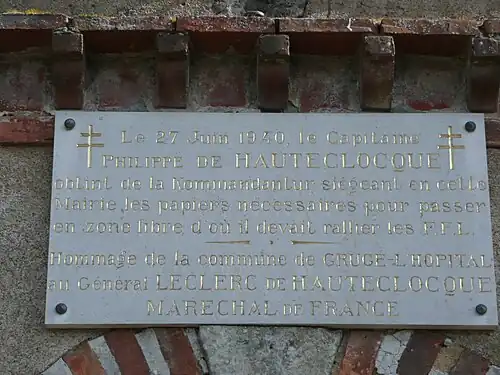 Le 27 Juin 1940, le Capitaine
PHILIPPE DE HAUTECLOCQUE
obtint de la Kommandantur siégeant en cette
Mairie, les papiers nécessaires pour passer
en zone libre, d'où il devait rallier les F.F.L.
Hommage de la commune de GRUGÉ-L'HOPITAL
au Général LECLERC DE HAUTECLOCQUE
MARECHAL DE FRANCE